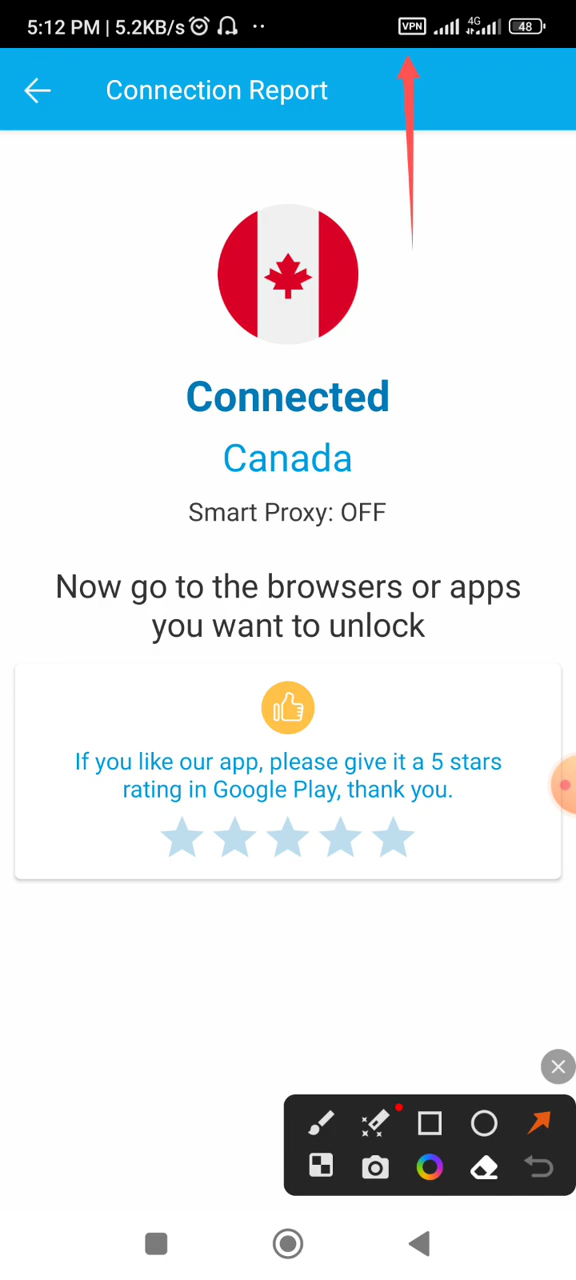 5:12 PM | 5.2KB/s
VPN
4G
48
Connection Report
Connected
Canada
Smart Proxy: OFF
Now go to the browsers or apps
you want to unlock
If you like our app, please give it a 5 stars
rating in Google Play, thank you.